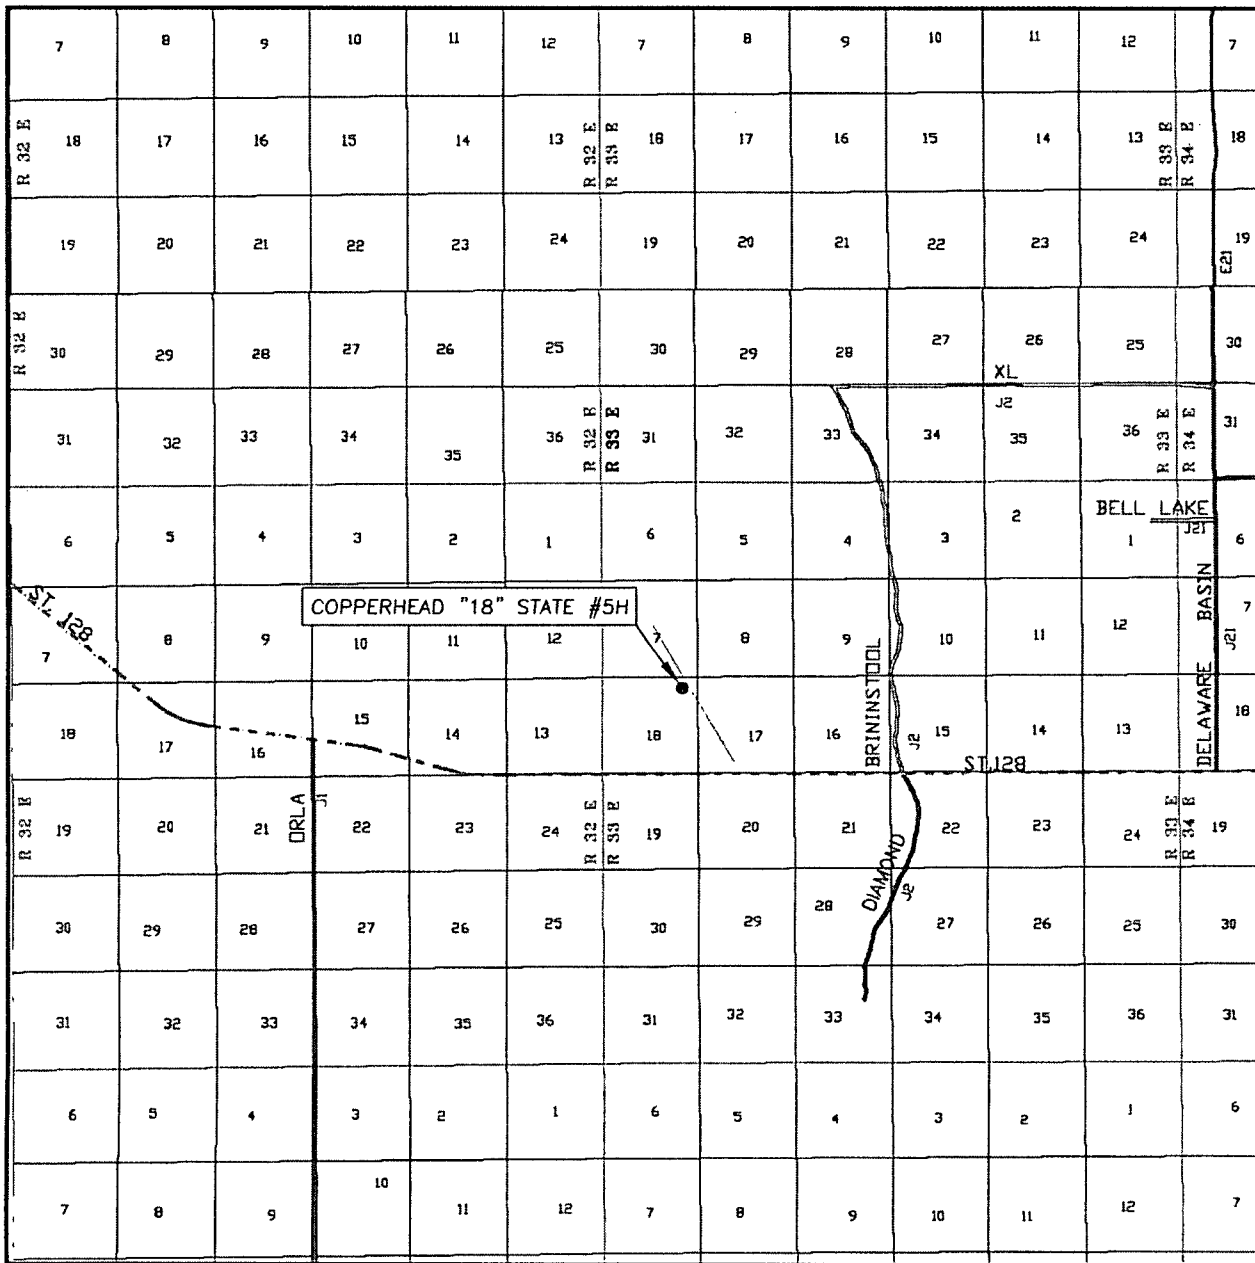 7 8 9 10 11 12 7 8 9 10 11 12 7
R 32 E 18 17 16 15 14 13 R 32 E R 33 E 18 17 16 15 14 13 R 33 E R 34 E 18
19 20 21 22 23 24 19 20 21 22 23 24 19
E21
R 32 E 30 29 28 27 26 25 30 29 28 27 26 25 30
XL
J2
31 32 33 34 35 36 R 32 E R 33 E 31 32 33 34 35 36 R 33 E R 34 E 31
BELL LAKE
J21
6 5 4 3 2 1 6 5 4 3 2 1 6
ST. 128
COPPERHEAD "18" STATE #5H
7 8 9 10 11 12 7 8 9 10 11 12 7
BRININSTOOL
DELAWARE BASIN
J21
18 17 16 15 14 13 18 17 16 15 14 13 18
J2
ST.128
R 32 E 19 20 21 22 23 24 R 32 E R 33 E 19 20 21 22 23 24 R 33 E R 34 E 19
ORLA
J1
DIAMOND
J2
30 29 28 27 26 25 30 29 28 27 26 25 30
31 32 33 34 35 36 31 32 33 34 35 36 31
6 5 4 3 2 1 6 5 4 3 2 1 6
7 8 9 10 11 12 7 8 9 10 11 12 7